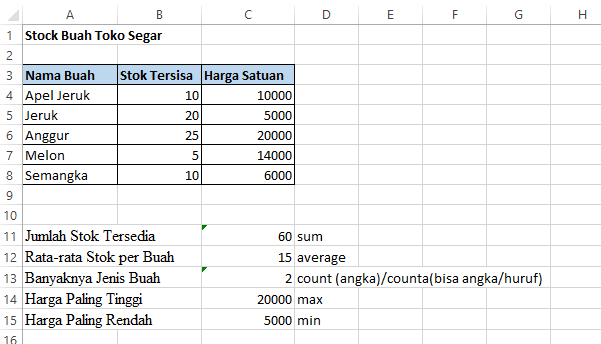 A B C D E F G H
1 Stock Buah Toko Segar
2
3 Nama Buah Stok Tersisa Harga Satuan
4 Apel Jeruk 10 10000
5 Jeruk 20 5000
6 Anggur 25 20000
7 Melon 5 14000
8 Semangka 10 6000
9
10
11 Jumlah Stok Tersedia 60 sum
12 Rata-rata Stok per Buah 15 average
13 Banyaknya Jenis Buah 2 count (angka)/counta(bisa angka/huruf)
14 Harga Paling Tinggi 20000 max
15 Harga Paling Rendah 5000 min
16